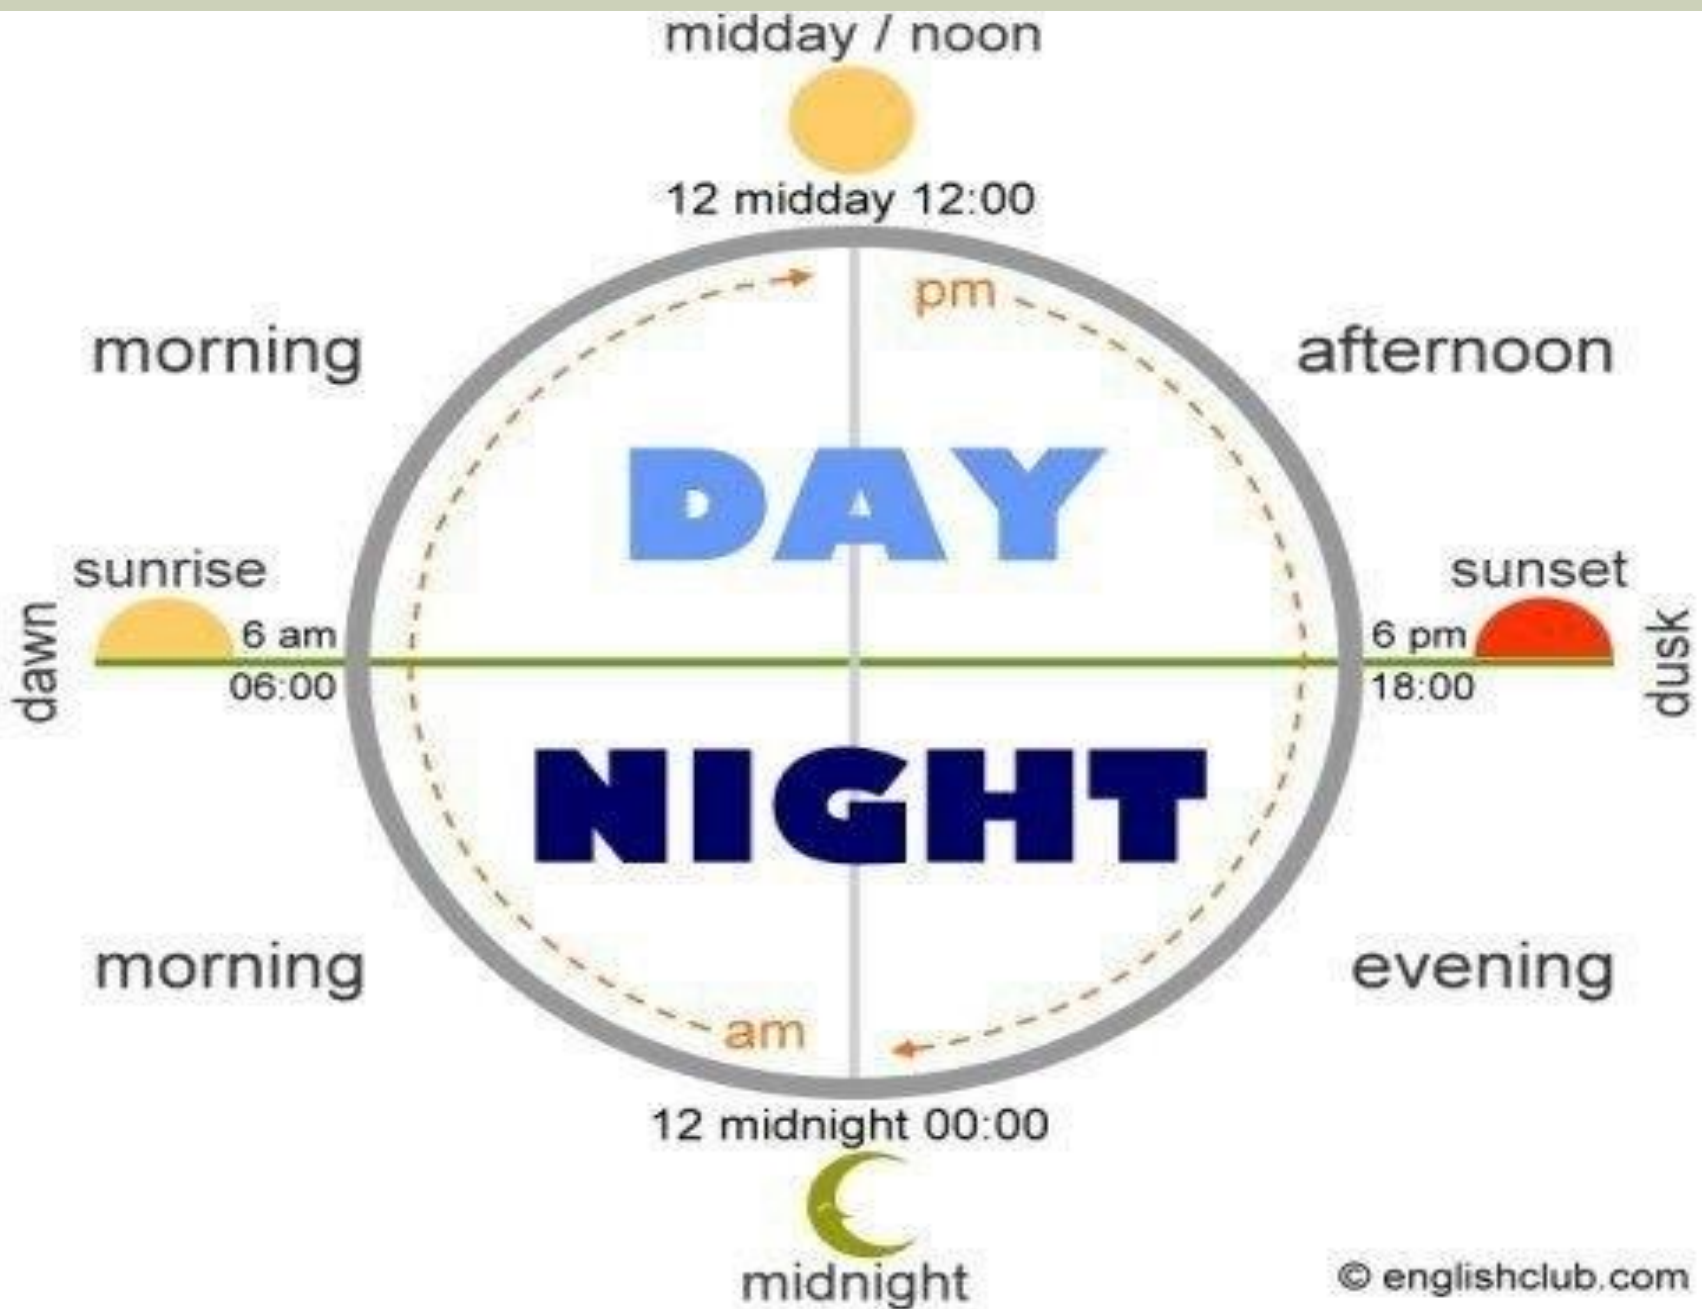 midday / noon
12 midday 12:00
pm
morning
afternoon
DAY
sunrise
sunset
dawn
6 am
6 pm
dusk
06:00
18:00
NIGHT
morning
evening
am
12 midnight 00:00
midnight
© englishclub.com